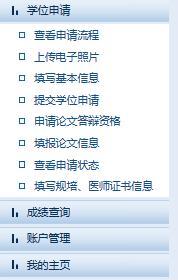 学位申请
查看申请流程
上传电子照片
填写基本信息
提交学位申请
申请论文答辩资格
填报论文信息
查看申请状态
填写规培、医师证书信息
成绩查询
账户管理
我的主页